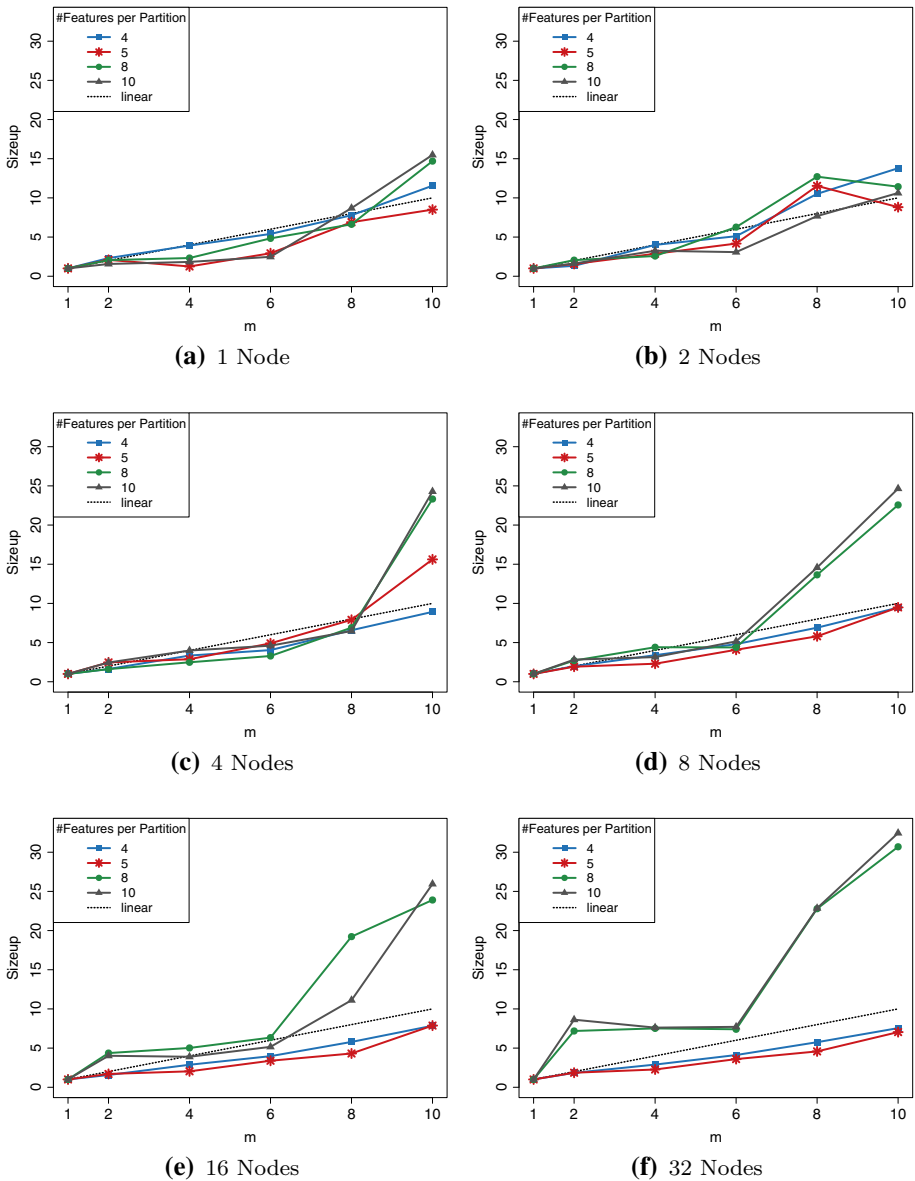 #Features per Partition
4
5
8
10
linear
Sizeup
30
25
20
15
10
5
0
1 2 4 6 8 10
m
(a) 1 Node
#Features per Partition
4
5
8
10
linear
Sizeup
30
25
20
15
10
5
0
1 2 4 6 8 10
m
(b) 2 Nodes
#Features per Partition
4
5
8
10
linear
Sizeup
30
25
20
15
10
5
0
1 2 4 6 8 10
m
(c) 4 Nodes
#Features per Partition
4
5
8
10
linear
Sizeup
30
25
20
15
10
5
0
1 2 4 6 8 10
m
(d) 8 Nodes
#Features per Partition
4
5
8
10
linear
Sizeup
30
25
20
15
10
5
0
1 2 4 6 8 10
m
(e) 16 Nodes
#Features per Partition
4
5
8
10
linear
Sizeup
30
25
20
15
10
5
0
1 2 4 6 8 10
m
(f) 32 Nodes